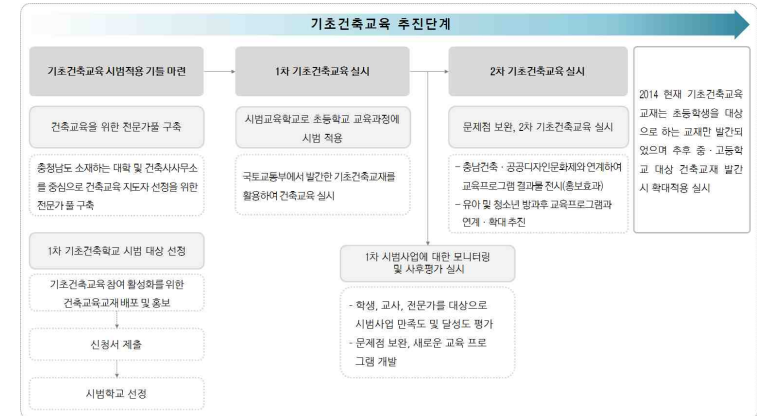 기초건축교육 추진단계
기초건축교육 시범적용 기틀 마련
건축교육을 위한 전문가풀 구축
충청남도 소재하는 대학 및 건축사사무소
를 중심으로 건축교육 지도자 선정을 위한
전문가 풀 구축
1차 기초건축학교 시범 대상 선정
기초건축교육 참여 활성화를 위한
건축교육교재 배포 및 홍보
신청서 제출
시범학교 선정
1차 기초건축교육 실시
시범교육학교로 초등학교 교육과정에
시범 적용
국토교통부에서 발간한 기초건축교재를
활용하여 건축교육 실시
1차 시범사업에 대한 모니터링
및 사후평가 실시
- 학생, 교사, 전문가를 대상으로
시범사업 만족도 및 달성도 평가
- 문제점 보완, 새로운 교육 프로
그램 개발
2차 기초건축교육 실시
문제점 보완, 2차 기초건축교육 실시
- 충남건축·공공디자인문화제와 연계하여
교육프로그램 결과물 전시(홍보효과)
- 유아 및 청소년 방과후 교육프로그램과
연계·확대 추진
2014 현재 기초건축교육
교재는 초등학생을 대상
으로 하는 교재만 발간되
었으며 추후 중·고등학
교 대상 건축교재 발간
시 확대적용 실시